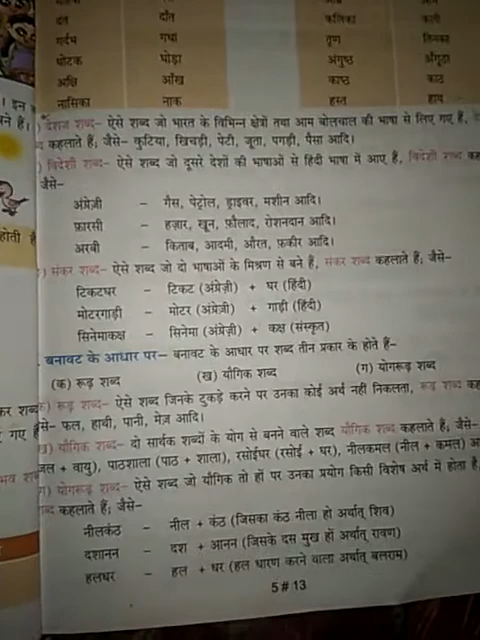 दंत दाँत
गर्दभ गधा
घोटक घोड़ा
अक्षि आँख
नासिका नाक
कलिका कली
तृण तिनका
अंगुष्ठ अँगूठा
काष्ठ काठ
हस्त हाथ
देशज शब्द– ऐसे शब्द जो भारत के विभिन्न क्षेत्रों तथा आम बोलचाल की भाषा से लिए गए हैं,
कहलाते हैं, जैसे– कुटिया, खिचड़ी, पेटी, जूता, पगड़ी, पैसा आदि।
) विदेशी शब्द– ऐसे शब्द जो दूसरे देशों की भाषाओं से हिंदी भाषा में आए हैं, विदेशी शब्द
जैसे–
अंग्रेज़ी – गैस, पेट्रोल, ड्राइवर, मशीन आदि।
फ़ारसी – हज़ार, खून, फ़ौलाद, रोशनदान आदि।
अरबी – किताब, आदमी, औरत, फ़कीर आदि।
) संकर शब्द– ऐसे शब्द जो दो भाषाओं के मिश्रण से बने हैं, संकर शब्द कहलाते हैं; जैसे–
टिकटघर – टिकट (अंग्रेज़ी) + घर (हिंदी)
मोटरगाड़ी – मोटर (अंग्रेज़ी) + गाड़ी (हिंदी)
सिनेमाकक्ष – सिनेमा (अंग्रेज़ी) + कक्ष (संस्कृत)
बनावट के आधार पर– बनावट के आधार पर शब्द तीन प्रकार के होते हैं–
(क) रूढ़ शब्द (ख) यौगिक शब्द (ग) योगरूढ़ शब्द
) रूढ़ शब्द– ऐसे शब्द जिनके टुकड़े करने पर उनका कोई अर्थ नहीं निकलता, रूढ़ शब्द
से– फल, हाथी, पानी, मेज़ आदि।
ख) यौगिक शब्द– दो सार्थक शब्दों के योग से बनने वाले शब्द यौगिक शब्द कहलाते हैं, जैसे–
जल + वायु), पाठशाला (पाठ + शाला), रसोईघर (रसोई + घर), नीलकमल (नील + कमल)
ग) योगरूढ़ शब्द– ऐसे शब्द जो यौगिक तो हों पर उनका प्रयोग किसी विशेष अर्थ में होता है,
कहलाते हैं; जैसे–
नीलकंठ – नील + कंठ (जिसका कंठ नीला हो अर्थात् शिव)
दशानन – दश + आनन (जिसके दस मुख हों अर्थात् रावण)
हलधर – हल + धर (हल धारण करने वाला अर्थात् बलराम)
5 # 13